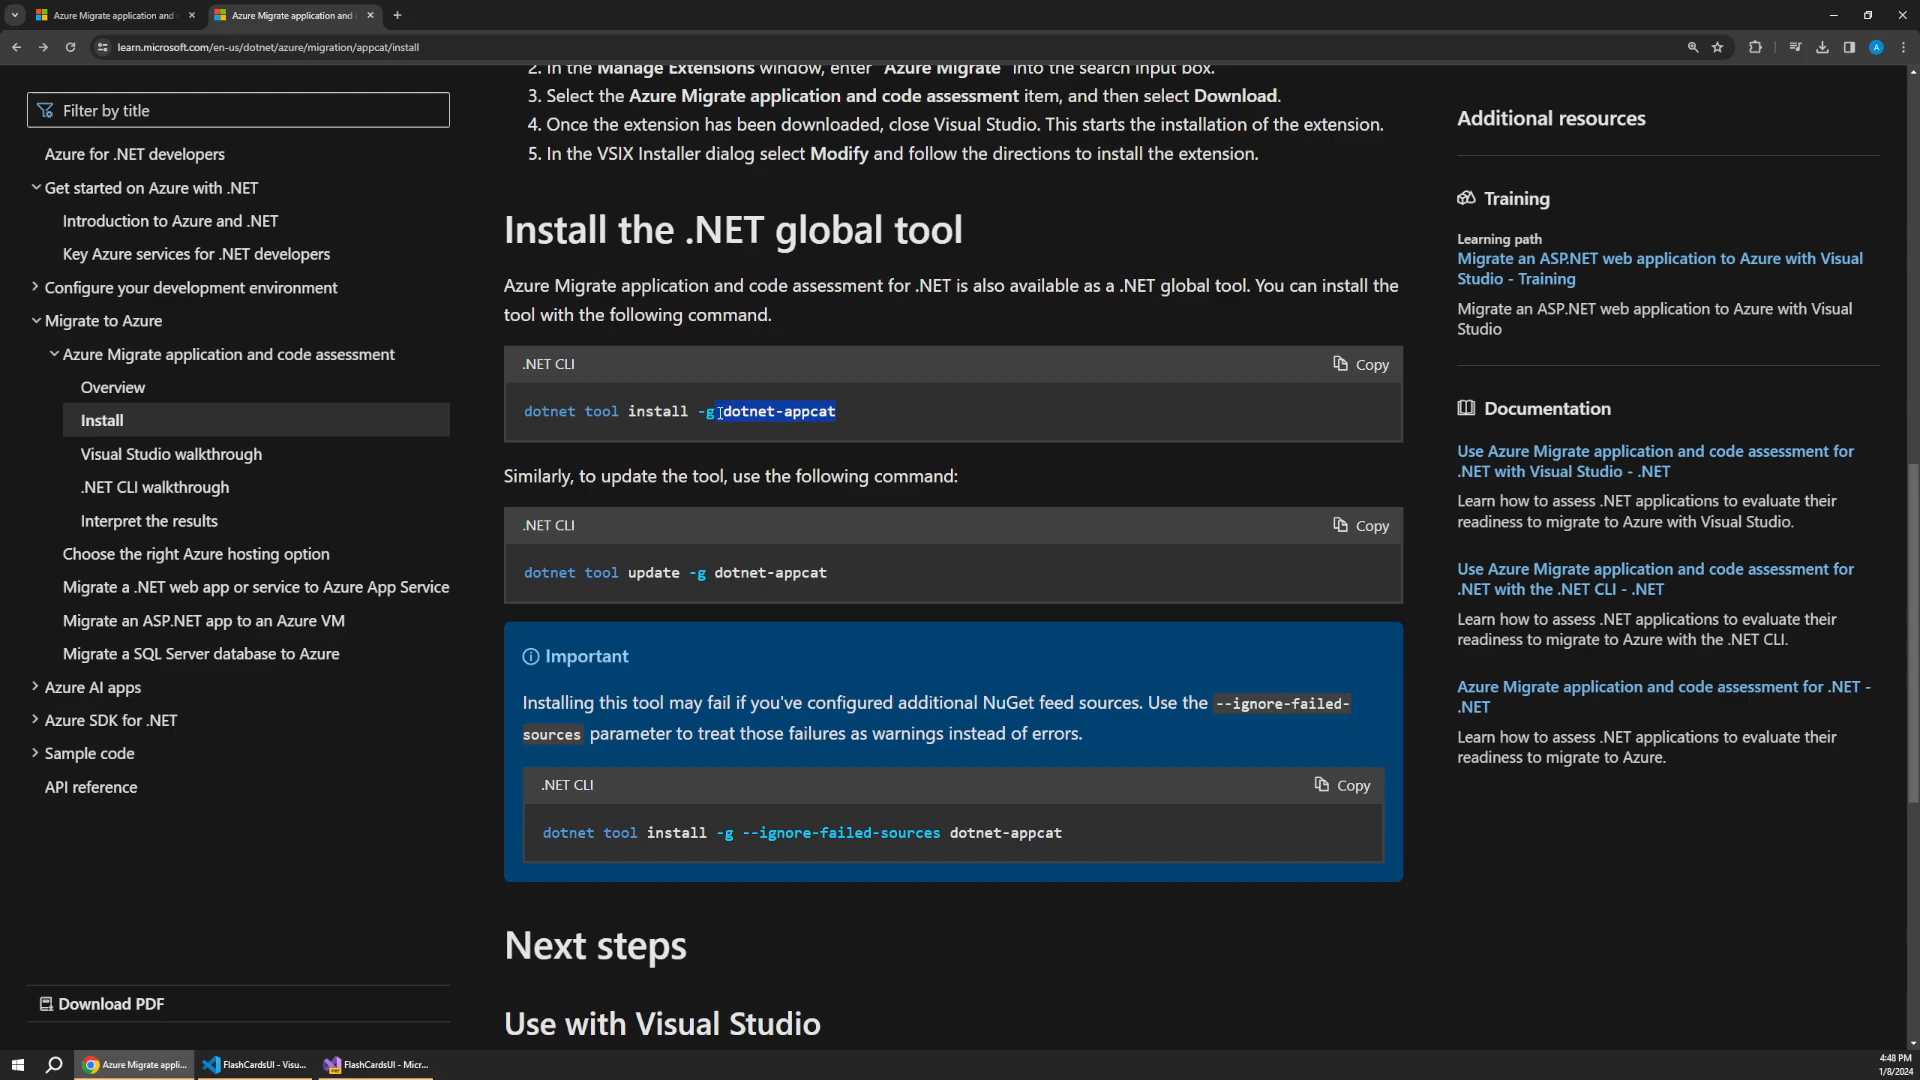 Azure Migrate application and
Azure Migrate application and
learn.microsoft.com/en-us/dotnet/azure/migration/appcat/install
A
Filter by title
Azure for .NET developers
Get started on Azure with .NET
Introduction to Azure and .NET
Key Azure services for .NET developers
Configure your development environment
Migrate to Azure
Azure Migrate application and code assessment
Overview
Install
Visual Studio walkthrough
.NET CLI walkthrough
Interpret the results
Choose the right Azure hosting option
Migrate a .NET web app or service to Azure App Service
Migrate an ASP.NET app to an Azure VM
Migrate a SQL Server database to Azure
Azure AI apps
Azure SDK for .NET
Sample code
API reference
Download PDF
2. In the Manage Extensions window, enter "Azure Migrate" into the search input box.
3. Select the Azure Migrate application and code assessment item, and then select Download.
4. Once the extension has been downloaded, close Visual Studio. This starts the installation of the extension.
5. In the VSIX Installer dialog select Modify and follow the directions to install the extension.
Install the .NET global tool
Azure Migrate application and code assessment for .NET is also available as a .NET global tool. You can install the
tool with the following command.
.NET CLI
Copy
dotnet tool install -g dotnet-appcat
Similarly, to update the tool, use the following command:
.NET CLI
Copy
dotnet tool update -g dotnet-appcat
Important
Installing this tool may fail if you've configured additional NuGet feed sources. Use the --ignore-failed-
sources parameter to treat those failures as warnings instead of errors.
.NET CLI
Copy
dotnet tool install -g --ignore-failed-sources dotnet-appcat
Next steps
Use with Visual Studio
Additional resources
Training
Learning path
Migrate an ASP.NET web application to Azure with Visual
Studio - Training
Migrate an ASP.NET web application to Azure with Visual
Studio
Documentation
Use Azure Migrate application and code assessment for
.NET with Visual Studio - .NET
Learn how to assess .NET applications to evaluate their
readiness to migrate to Azure with Visual Studio.
Use Azure Migrate application and code assessment for
.NET with the .NET CLI - .NET
Learn how to assess .NET applications to evaluate their
readiness to migrate to Azure with the .NET CLI.
Azure Migrate application and code assessment for .NET -
.NET
Learn how to assess .NET applications to evaluate their
readiness to migrate to Azure.
Azure Migrate appli...
FlashCardsUI - Visu...
FlashCardsUI - Micr...
4:48 PM
1/8/2024